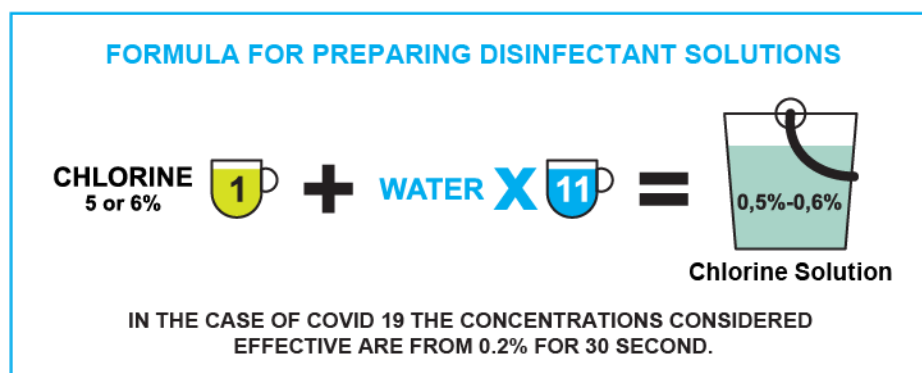 FORMULA FOR PREPARING DISINFECTANT SOLUTIONS
CHLORINE
5 or 6%
1
+
WATER X 11
=
0,5%-0,6%
Chlorine Solution
IN THE CASE OF COVID 19 THE CONCENTRATIONS CONSIDERED
EFFECTIVE ARE FROM 0.2% FOR 30 SECOND.